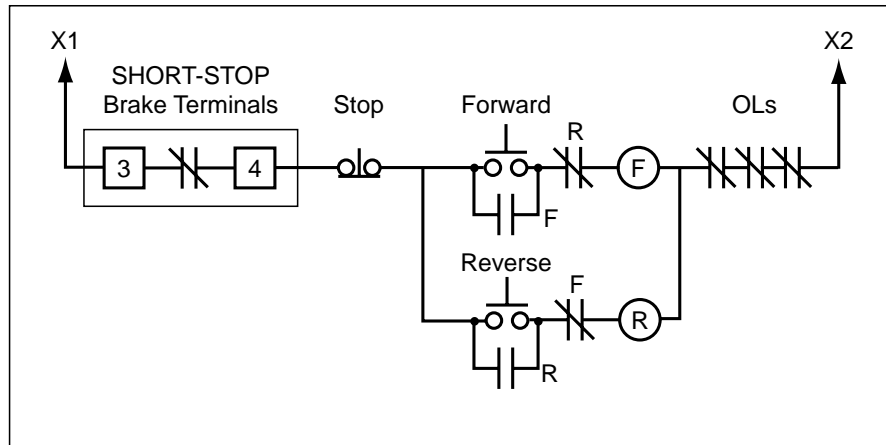 X1
X2
SHORT-STOP
Brake Terminals
Stop
Forward
OLs
R
3
4
F
F
Reverse
F
R
R